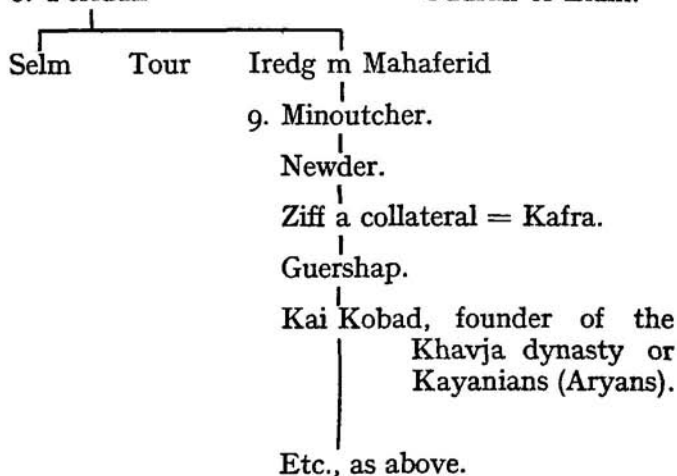 Selm Tour Iredg m Mahaferid
9. Minoutcher.
Newder.
Ziff a collateral = Kafra.
Guershap.
Kai Kobad, founder of the
Khavja dynasty or
Kayanians (Aryans).
Etc., as above.